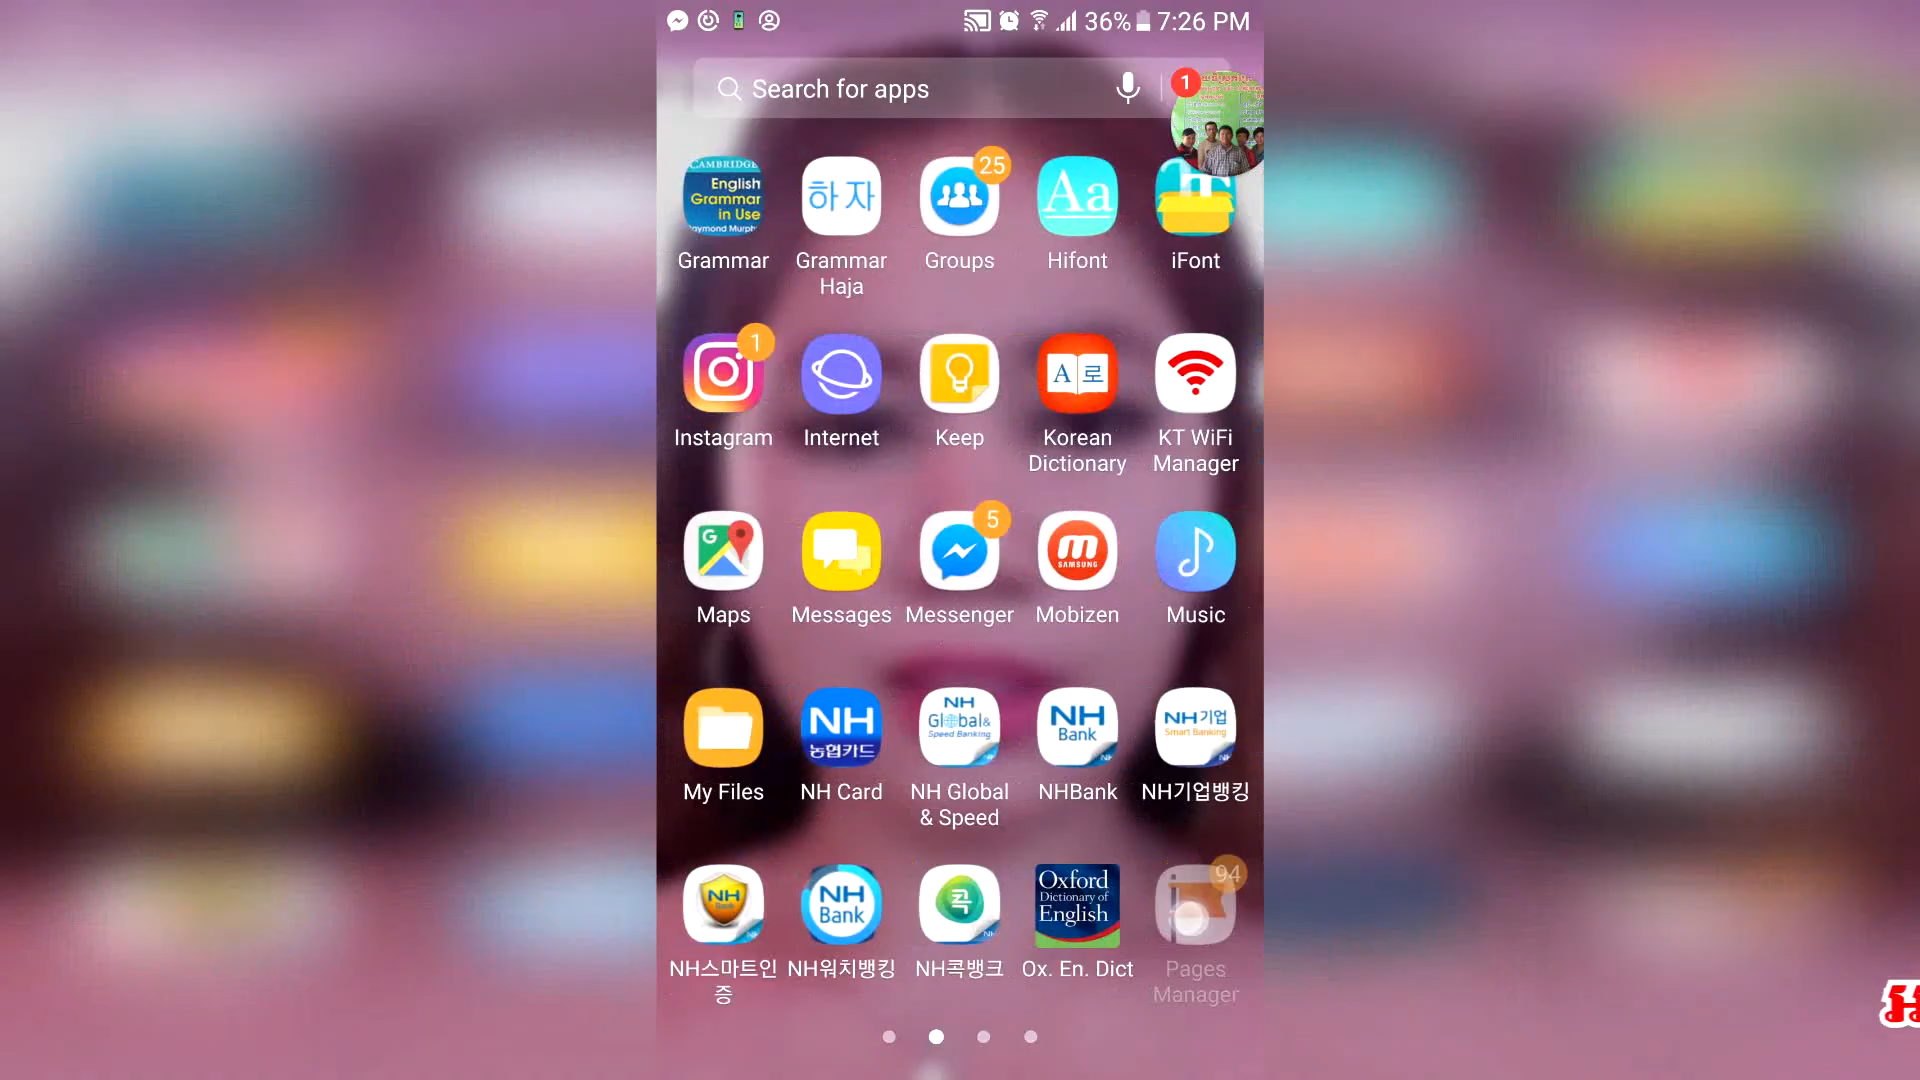 36% 7:26 PM
Search for apps
1
CAMBRIDGE
English
Grammar
in Use
하자
25
Aa
Grammar
Grammar
Haja
Groups
Hifont
iFont
1
A 로
Instagram
Internet
Keep
Korean
Dictionary
KT WiFi
Manager
G
5
m
SAMSUNG
Maps
Messages
Messenger
Mobizen
Music
NH
농협카드
NH
Global&
Speed Banking
NH
Bank
NH기업
Smart Banking
My Files
NH Card
NH Global
& Speed
NHBank
NH기업뱅킹
NH
Bank
NH
Bank
콕
Oxford
Dictionary of
English
94
NH스마트인
증
NH워치뱅킹
NH콕뱅크
Ox. En. Dict
Pages
Manager